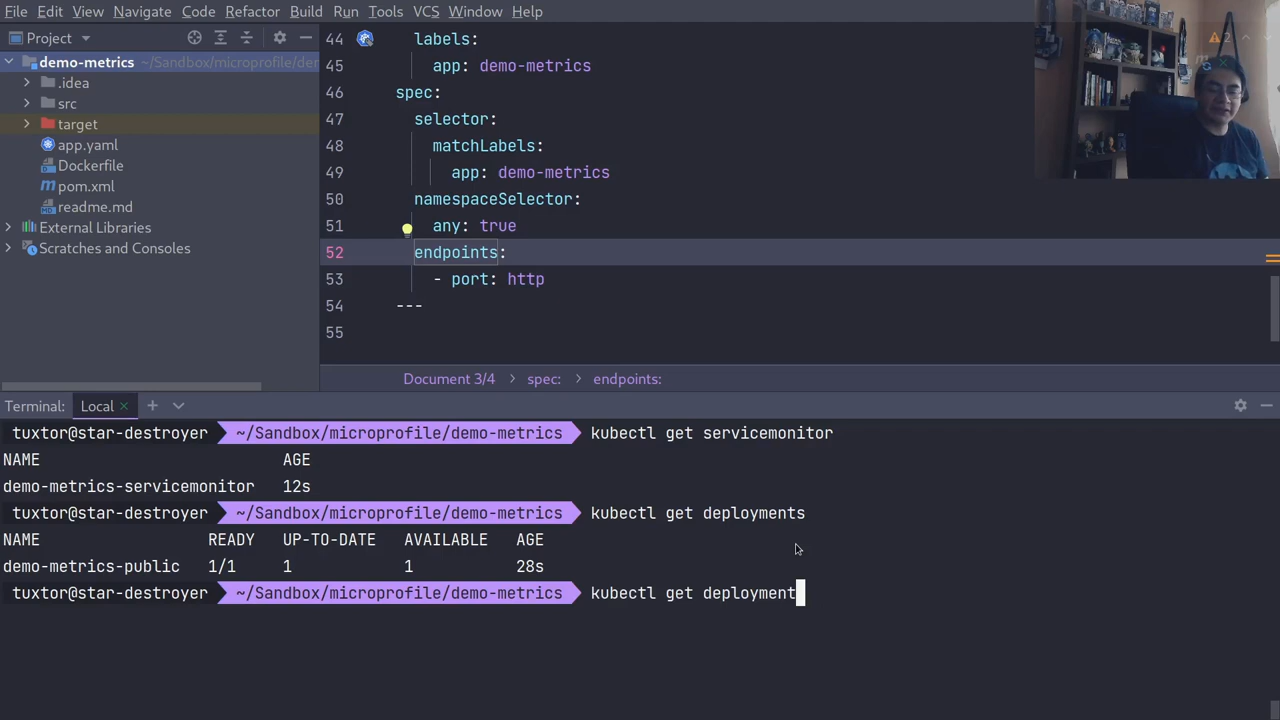 File Edit View Navigate Code Refactor Build Run Tools VCS Window Help
Project
demo-metrics ~/Sandbox/microprofile/der
.idea
src
target
app.yaml
Dockerfile
pom.xml
readme.md
External Libraries
Scratches and Consoles
44 labels:
45 app: demo-metrics
46 spec:
47 selector:
48 matchLabels:
49 app: demo-metrics
50 namespaceSelector:
51 any: true
52 endpoints:
53 - port: http
54 ---
55
2
Document 3/4 > spec: > endpoints:
Terminal: Local × +
tuxtor@star-destroyer ~/Sandbox/microprofile/demo-metrics kubectl get servicemonitor
NAME AGE
demo-metrics-servicemonitor 12s
tuxtor@star-destroyer ~/Sandbox/microprofile/demo-metrics kubectl get deployments
NAME READY UP-TO-DATE AVAILABLE AGE
demo-metrics-public 1/1 1 1 28s
tuxtor@star-destroyer ~/Sandbox/microprofile/demo-metrics kubectl get deployment